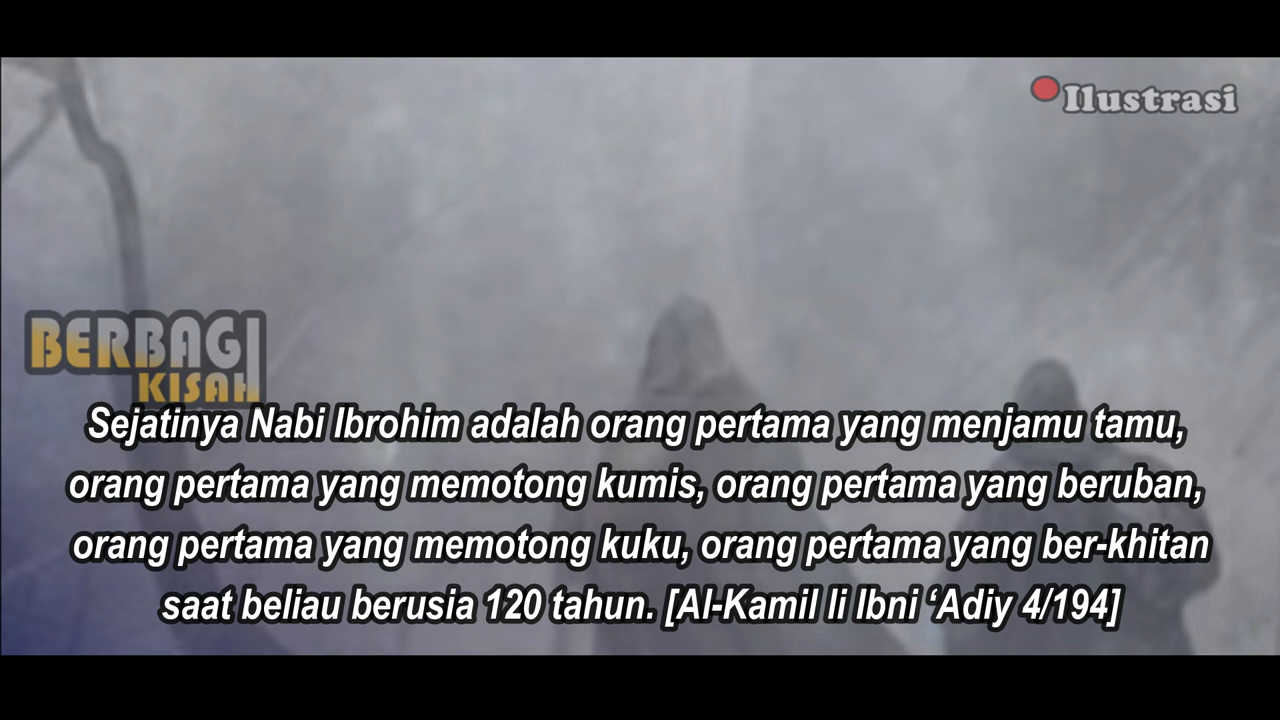 Ilustrasi
BERBAGI
KISAH
Sejatinya Nabi Ibrohim adalah orang pertama yang menjamu tamu,
orang pertama yang memotong kumis, orang pertama yang beruban,
orang pertama yang memotong kuku, orang pertama yang ber-khitan
saat beliau berusia 120 tahun. [Al-Kamil li Ibni ‘Adiy 4/194]